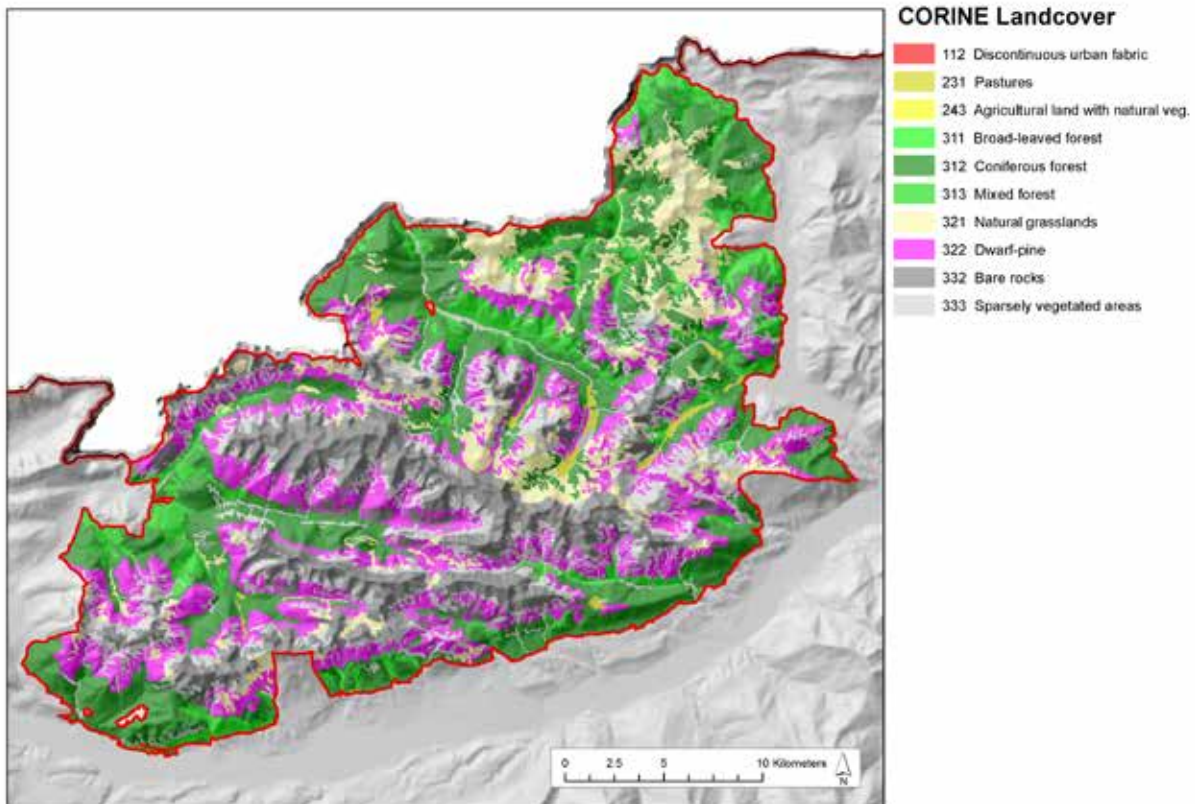 CORINE Landcover
112 Discontinuous urban fabric
231 Pastures
243 Agricultural land with natural veg.
311 Broad-leaved forest
312 Coniferous forest
313 Mixed forest
321 Natural grasslands
322 Dwarf-pine
332 Bare rocks
333 Sparsely vegetated areas
0 2.5 5 10 Kilometers
N